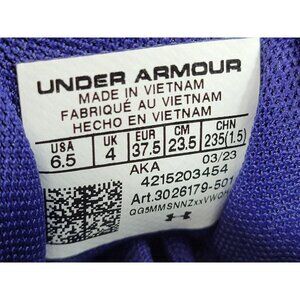 UNDER ARMOUR
MADE IN VIETNAM
FABRIQUÉ AU VIETNAM
HECHO EN VIETNAM
USA UK EUR CM CHN
6.5 4 37.5 23.5 235(1.5)
AKA 03/23
4215203454
Art.3026179-501